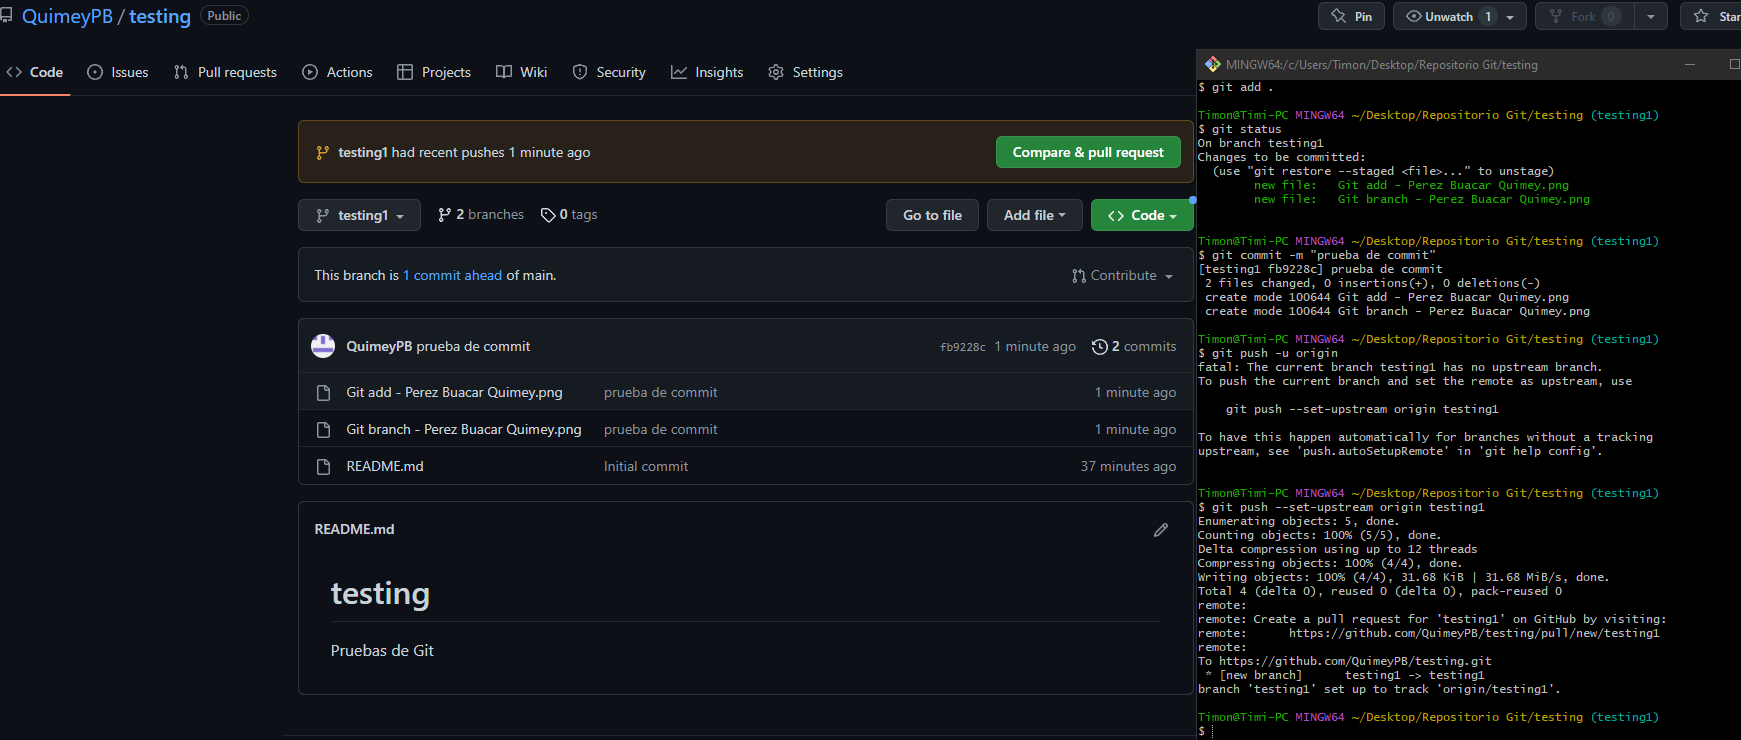 QuimeyPB / testing Public
Pin
Unwatch 1
Fork 0
Star
Code
Issues
Pull requests
Actions
Projects
Wiki
Security
Insights
Settings
testing1 had recent pushes 1 minute ago
Compare & pull request
testing1
2 branches
0 tags
Go to file
Add file
Code
This branch is 1 commit ahead of main.
Contribute
QuimeyPB prueba de commit
fb9228c 1 minute ago
2 commits
Git add - Perez Buacar Quimey.png prueba de commit 1 minute ago
Git branch - Perez Buacar Quimey.png prueba de commit 1 minute ago
README.md Initial commit 37 minutes ago
README.md
testing
Pruebas de Git
MINGW64:/c/Users/Timon/Desktop/Repositorio Git/testing
$ git add .
Timon@Timi-PC MINGW64 ~/Desktop/Repositorio Git/testing (testing1)
$ git status
On branch testing1
Changes to be committed:
(use "git restore --staged <file>..." to unstage)
new file:   Git add - Perez Buacar Quimey.png
new file:   Git branch - Perez Buacar Quimey.png
Timon@Timi-PC MINGW64 ~/Desktop/Repositorio Git/testing (testing1)
$ git commit -m "prueba de commit"
[testing1 fb9228c] prueba de commit
2 files changed, 0 insertions(+), 0 deletions(-)
create mode 100644 Git add - Perez Buacar Quimey.png
create mode 100644 Git branch - Perez Buacar Quimey.png
Timon@Timi-PC MINGW64 ~/Desktop/Repositorio Git/testing (testing1)
$ git push -u origin
fatal: The current branch testing1 has no upstream branch.
To push the current branch and set the remote as upstream, use
git push --set-upstream origin testing1
To have this happen automatically for branches without a tracking
upstream, see 'push.autoSetupRemote' in 'git help config'.
Timon@Timi-PC MINGW64 ~/Desktop/Repositorio Git/testing (testing1)
$ git push --set-upstream origin testing1
Enumerating objects: 5, done.
Counting objects: 100% (5/5), done.
Delta compression using up to 12 threads
Compressing objects: 100% (4/4), done.
Writing objects: 100% (4/4), 31.68 KiB | 31.68 MiB/s, done.
Total 4 (delta 0), reused 0 (delta 0), pack-reused 0
remote:
remote: Create a pull request for 'testing1' on GitHub by visiting:
remote:      https://github.com/QuimeyPB/testing/pull/new/testing1
remote:
To https://github.com/QuimeyPB/testing.git
* [new branch]      testing1 -> testing1
branch 'testing1' set up to track 'origin/testing1'.
Timon@Timi-PC MINGW64 ~/Desktop/Repositorio Git/testing (testing1)
$